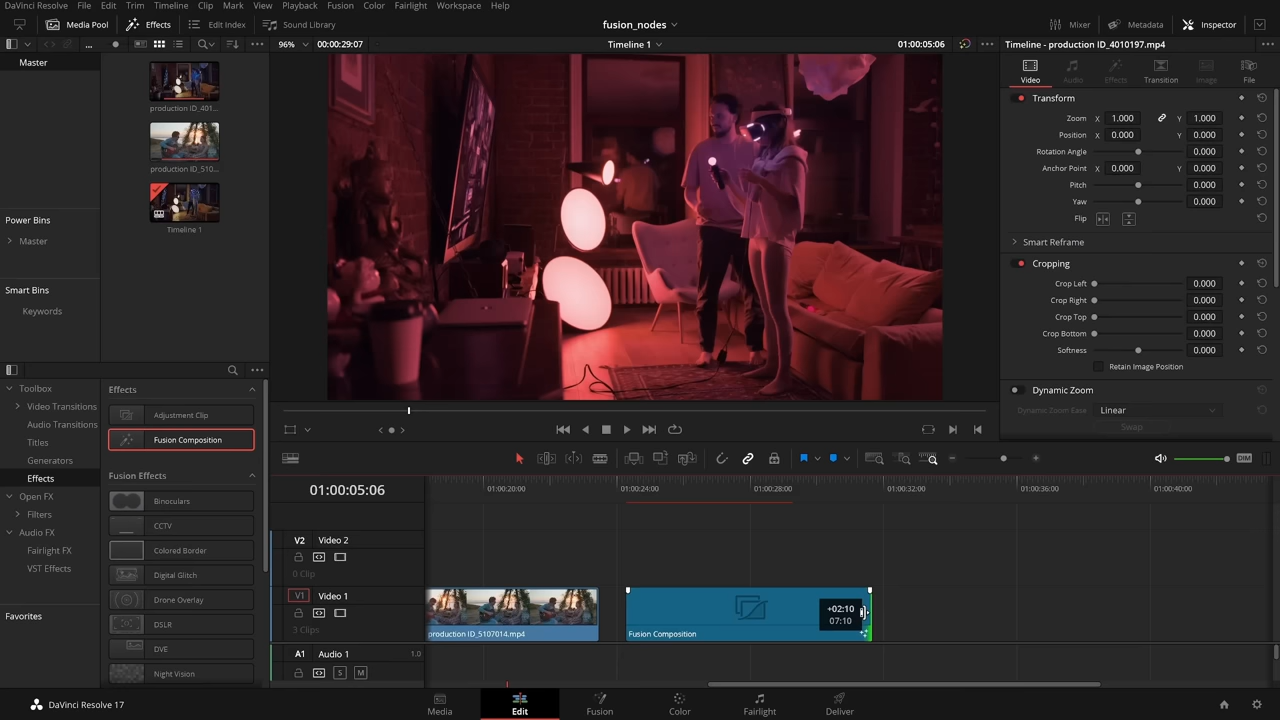 DaVinci Resolve File Edit Trim Timeline Clip Mark View Playback Fusion Color Fairlight Workspace Help
Media Pool Effects Edit Index Sound Library fusion_nodes Mixer Metadata Inspector
... 96% 00:00:29:07 Timeline 1 01:00:05:06 Timeline - production ID_4010197.mp4
Master
production ID_401...
production ID_510...
Timeline 1
Power Bins
Master
Smart Bins
Keywords
Video Audio Effects Transition Image File
Transform
Zoom X 1.000 Y 1.000
Position X 0.000 Y 0.000
Rotation Angle 0.000
Anchor Point X 0.000 Y 0.000
Pitch 0.000
Yaw 0.000
Flip
Smart Reframe
Cropping
Crop Left 0.000
Crop Right 0.000
Crop Top 0.000
Crop Bottom 0.000
Softness 0.000
Retain Image Position
Dynamic Zoom
Dynamic Zoom Ease Linear
Swap
Toolbox
Video Transitions
Audio Transitions
Titles
Generators
Effects
Open FX
Filters
Audio FX
Fairlight FX
VST Effects
Favorites
Effects
Adjustment Clip
Fusion Composition
Fusion Effects
Binoculars
CCTV
Colored Border
Digital Glitch
Drone Overlay
DSLR
DVE
Night Vision
DIM
01:00:05:06
01:00:20:00 01:00:24:00 01:00:28:00 01:00:32:00 01:00:36:00 01:00:40:00
V2 Video 2
0 Clip
V1 Video 1
3 Clips
production ID_5107014.mp4
Fusion Composition
+02:10
07:10
A1 Audio 1 1.0
S M
DaVinci Resolve 17
Media Edit Fusion Color Fairlight Deliver